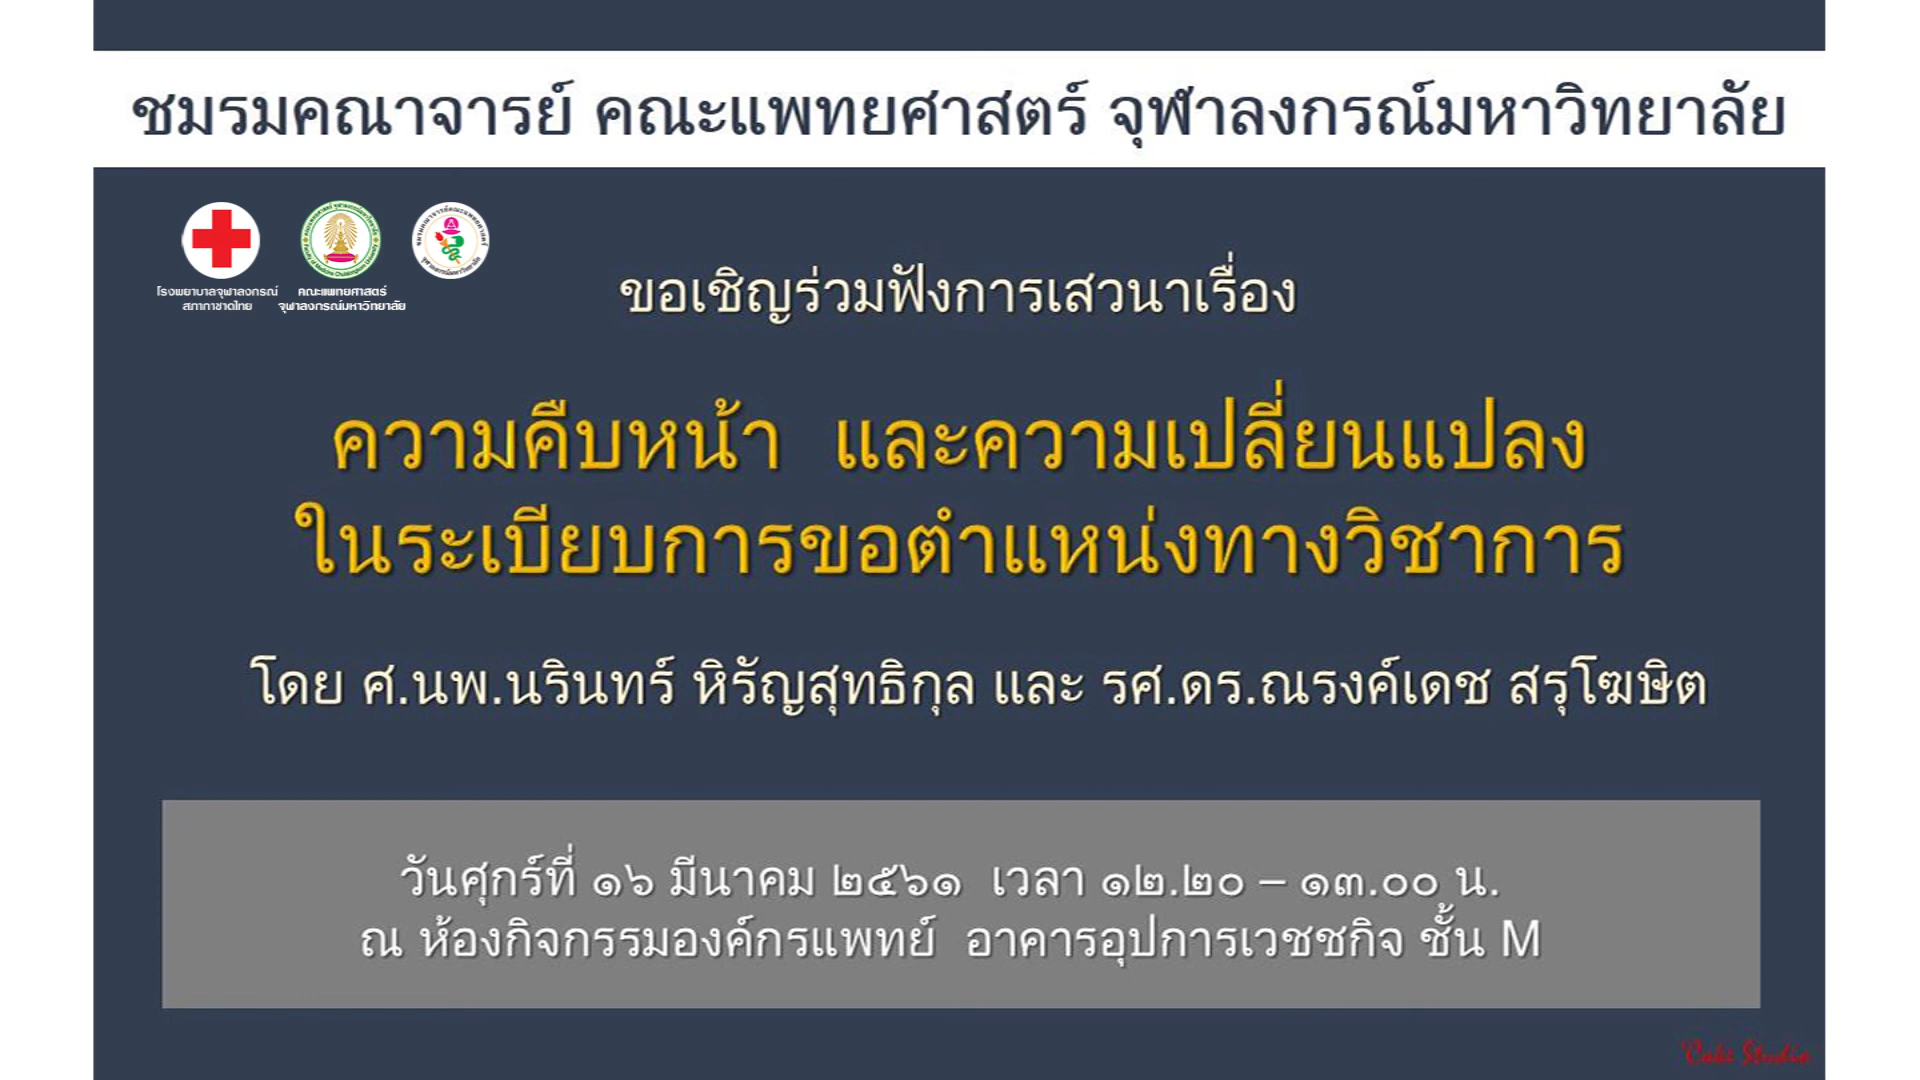 ชมรมคณาจารย์ คณะแพทยศาสตร์ จุฬาลงกรณ์มหาวิทยาลัย
โรงพยาบาลจุฬาลงกรณ์
สภากาชาดไทย
คณะแพทยศาสตร์
จุฬาลงกรณ์มหาวิทยาลัย
ขอเชิญร่วมฟังการเสวนาเรื่อง
ความคืบหน้า และความเปลี่ยนแปลง
ในระเบียบการขอตำแหน่งทางวิชาการ
โดย ศ.นพ.นรินทร์ หิรัญสุทธิกุล และ รศ.ดร.ณรงค์เดช สรุโฆษิต
วันศุกร์ที่ ๑๖ มีนาคม ๒๕๖๑ เวลา ๑๒.๒๐ – ๑๓.๐๐ น.
ณ ห้องกิจกรรมองค์กรแพทย์ อาคารอุปการเวชชกิจ ชั้น M
Studio